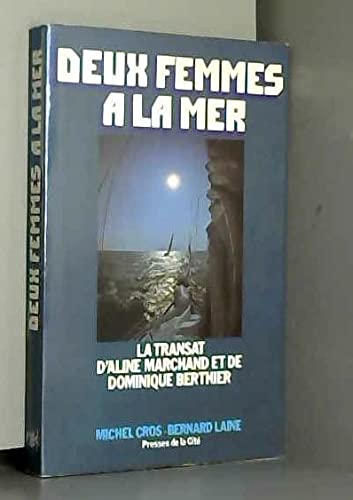 DEUX FEMMES
A LA MER
LA TRANSAT
D'ALINE MARCHAND ET DE
DOMINIQUE BERTHIER
MICHEL CROS - BERNARD LAINE
Presses de la Cité
DEUX FEMMES A LA MER